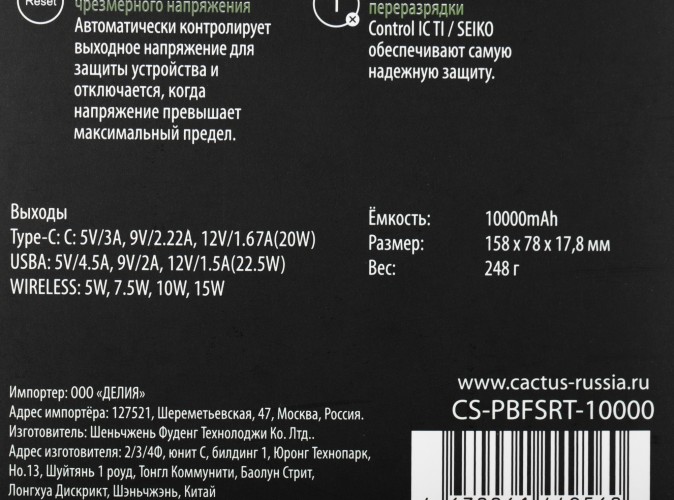 Reset
чрезмерного напряжения
Автоматически контролирует
выходное напряжение для
защиты устройства и
отключается, когда
напряжение превышает
максимальный предел.
переразрядки
Control IC TI / SEIKO
обеспечивают самую
надежную защиту.
Выходы
Type-C: C: 5V/3A, 9V/2.22A, 12V/1.67A(20W)
USBA: 5V/4.5A, 9V/2A, 12V/1.5A(22.5W)
WIRELESS: 5W, 7.5W, 10W, 15W
Ёмкость: 10000mAh
Размер: 158 x 78 x 17,8 мм
Вес: 248 г
Импортер: ООО «ДЕЛИЯ»
Адрес импортёра: 127521, Шереметьевская, 47, Москва, Россия.
Изготовитель: Шеньчжень Фуденг Технолоджи Ко. Лтд..
Адрес изготовителя: 2/3/4Ф, юнит С, билдинг 1, Юронг Технопарк,
Но.13, Шуйтянь 1 роуд, Тонгл Коммунити, Баолун Стрит,
Лонгхуа Дискрикт, Шэньчжэнь, Китай
www.cactus-russia.ru
CS-PBFSRT-10000